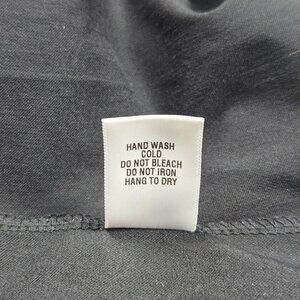 HAND WASH
COLD
DO NOT BLEACH
DO NOT IRON
HANG TO DRY